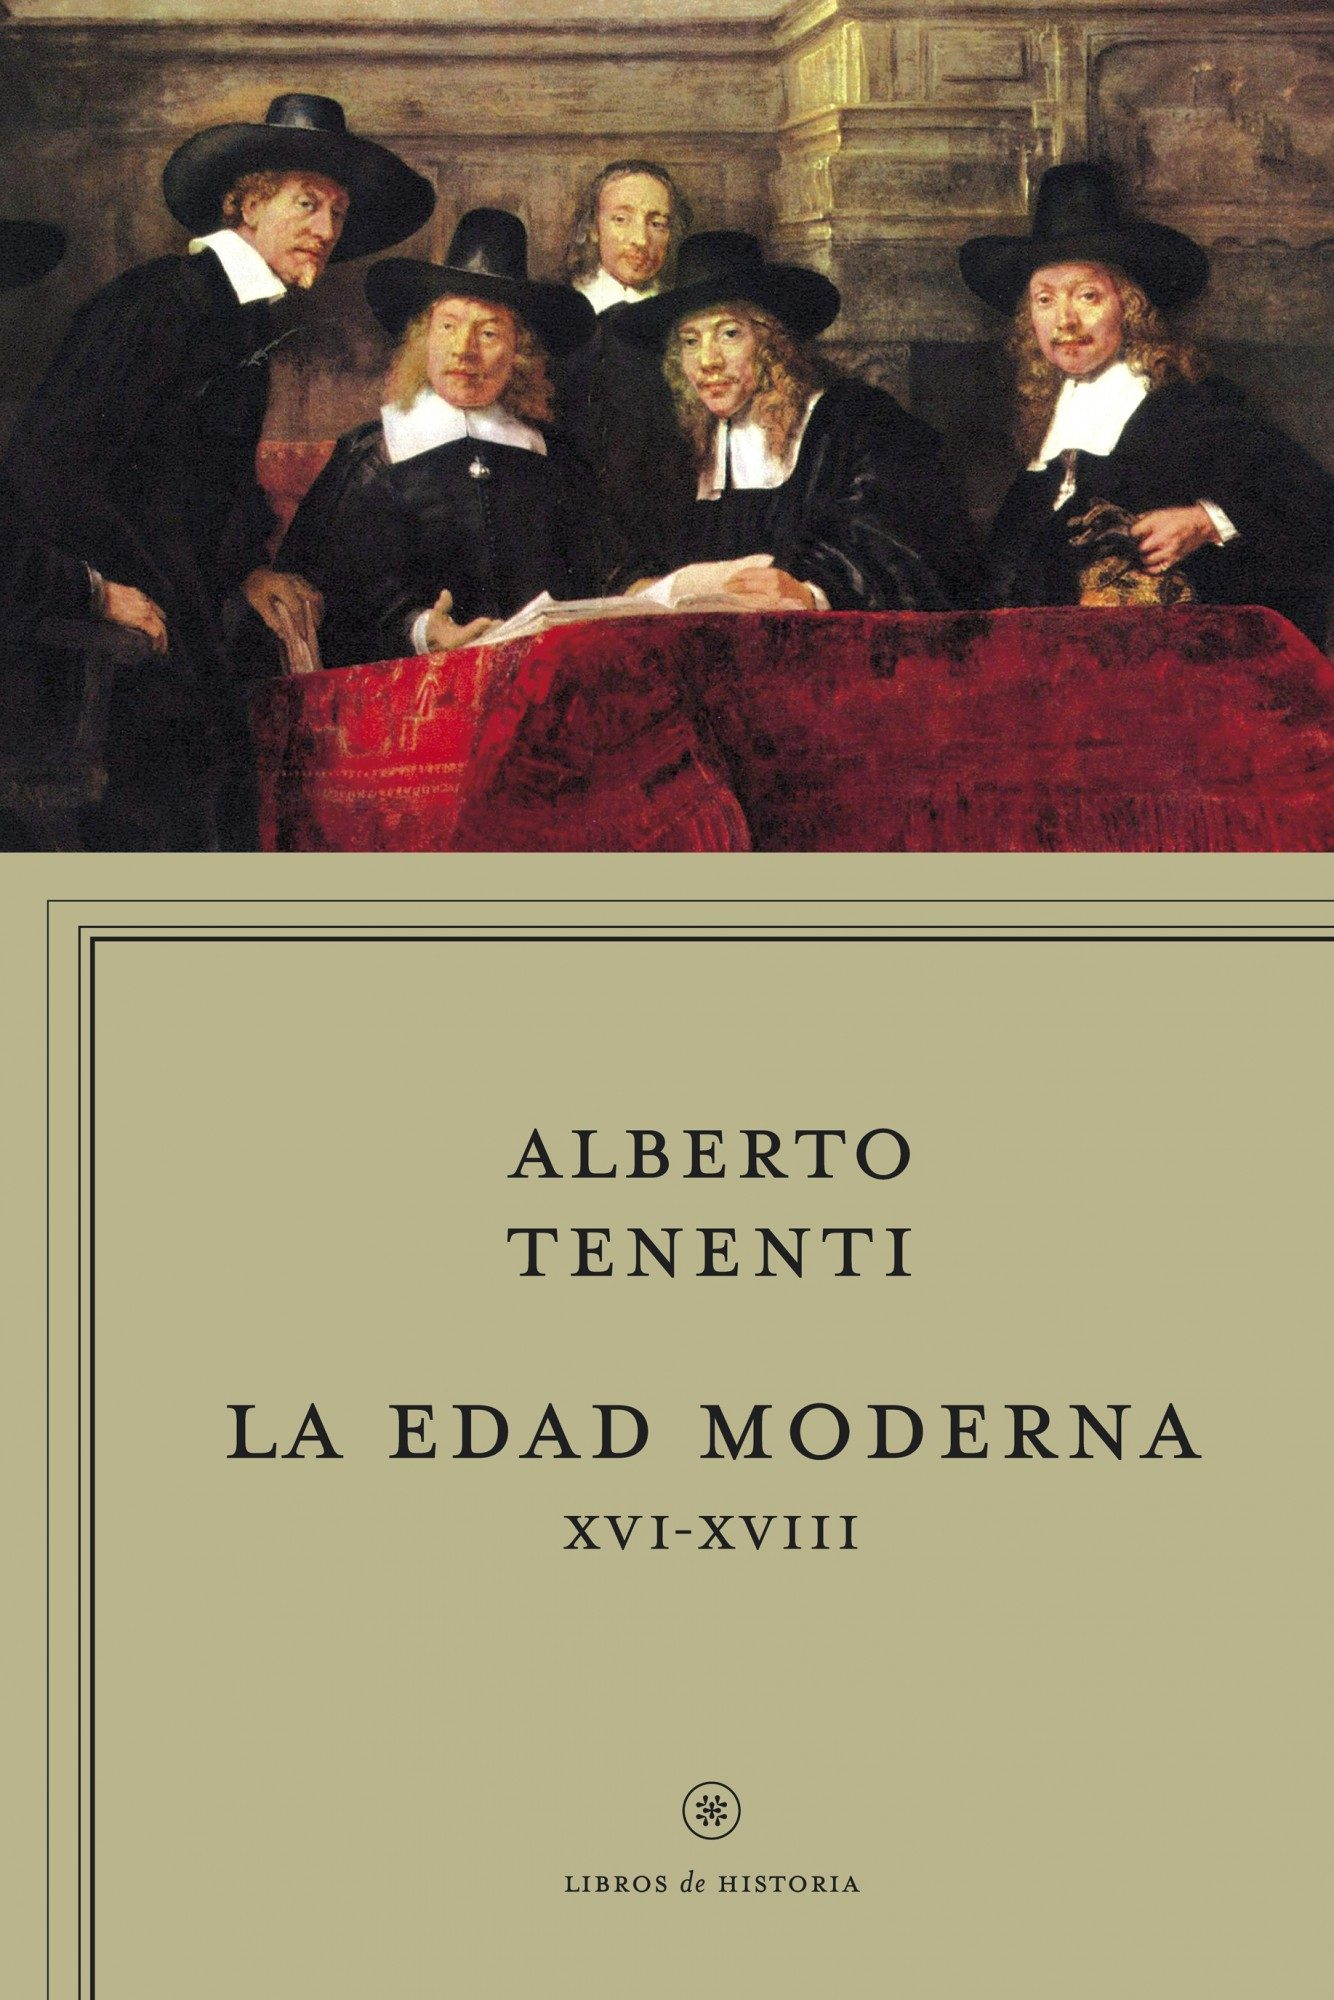 ALBERTO
TENENTI
LA EDAD MODERNA
XVI-XVIII
LIBROS de HISTORIA